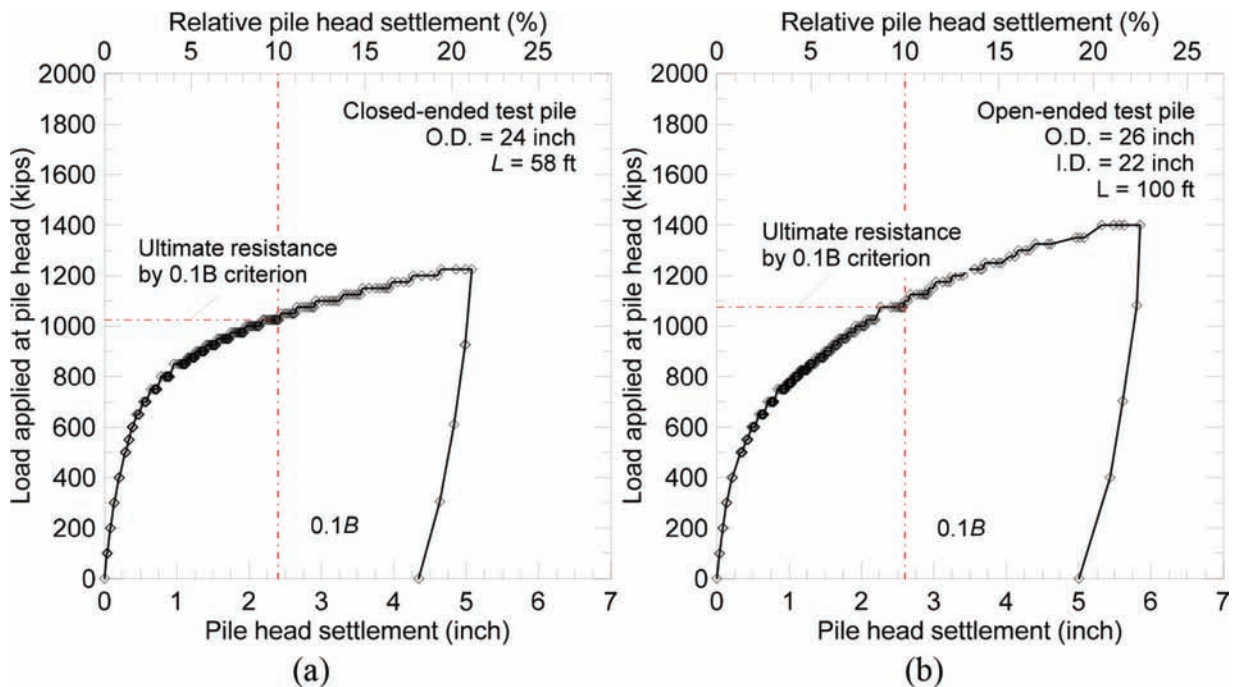 Relative pile head settlement (%)
0 5 10 15 20 25
2000
1800
1600
1400
1200
1000
800
600
400
200
0
Load applied at pile head (kips)
Closed-ended test pile
O.D. = 24 inch
L = 58 ft
Ultimate resistance
by 0.1B criterion
0.1B
0 1 2 3 4 5 6 7
Pile head settlement (inch)
(a)
Relative pile head settlement (%)
0 5 10 15 20 25
2000
1800
1600
1400
1200
1000
800
600
400
200
0
Load applied at pile head (kips)
Open-ended test pile
O.D. = 26 inch
I.D. = 22 inch
L = 100 ft
Ultimate resistance
by 0.1B criterion
0.1B
0 1 2 3 4 5 6 7
Pile head settlement (inch)
(b)